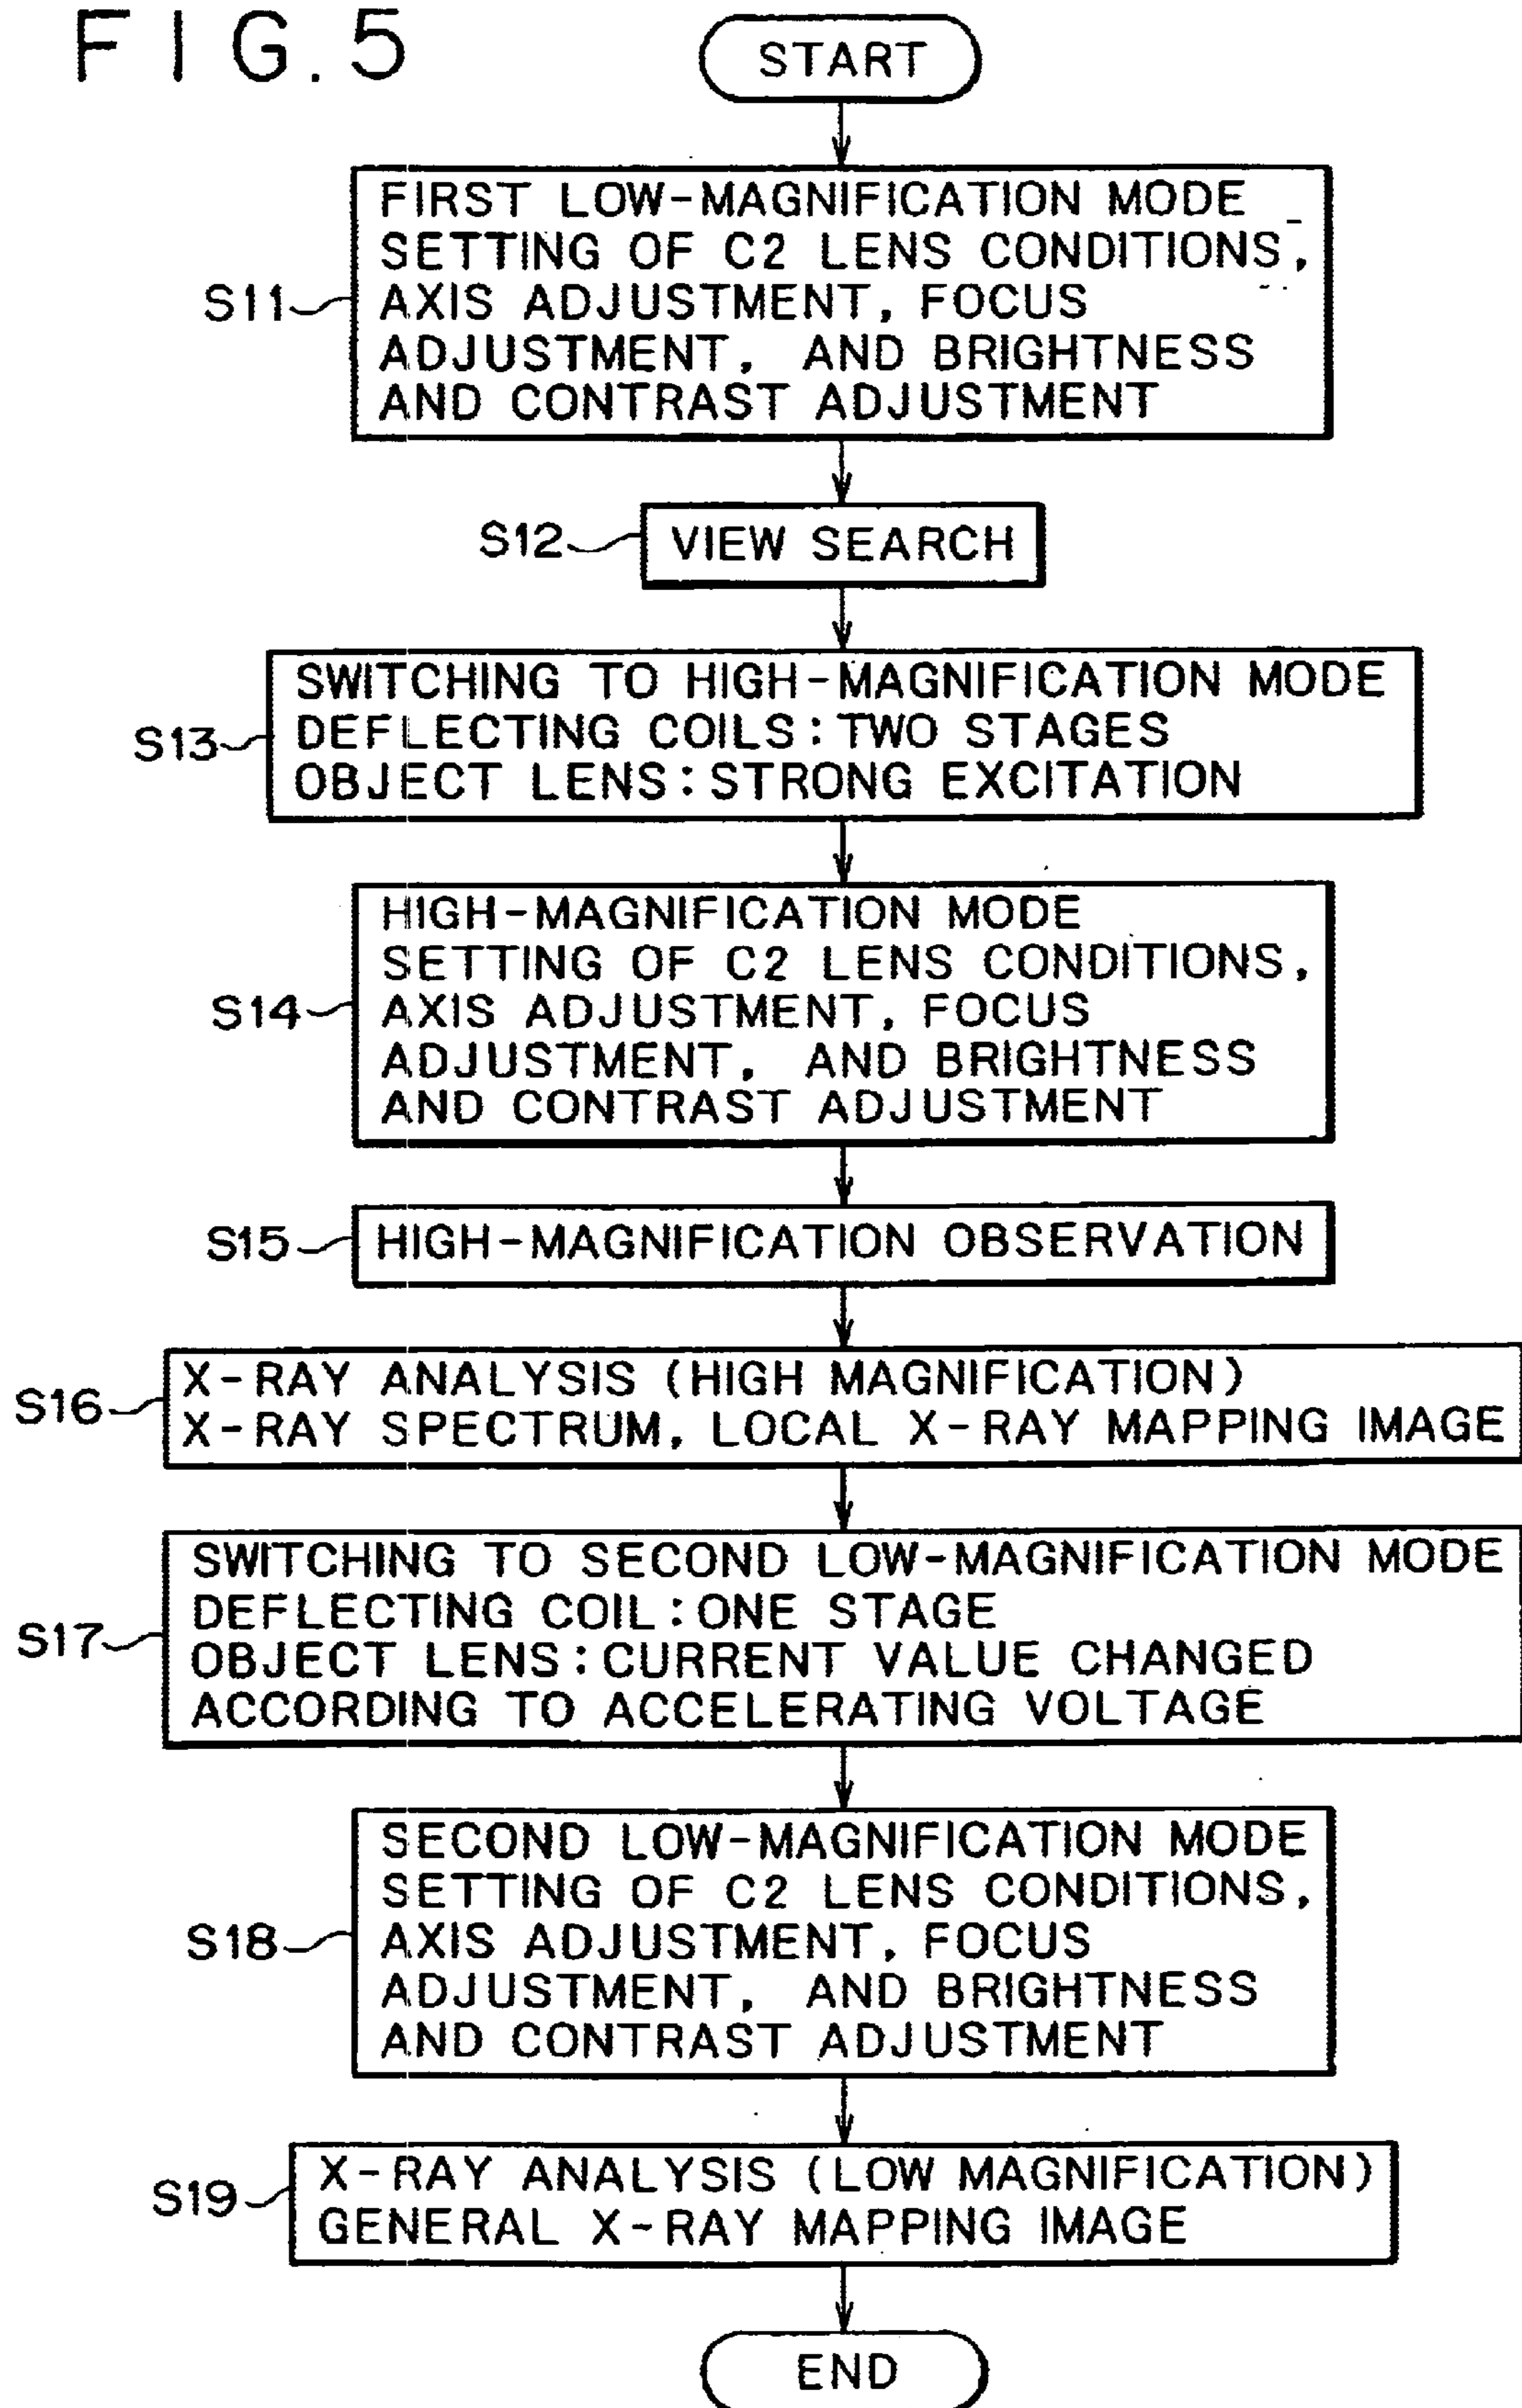 FIG. 5
START
S11
FIRST LOW-MAGNIFICATION MODE
SETTING OF C2 LENS CONDITIONS,
AXIS ADJUSTMENT, FOCUS
ADJUSTMENT, AND BRIGHTNESS
AND CONTRAST ADJUSTMENT
S12
VIEW SEARCH
S13
SWITCHING TO HIGH-MAGNIFICATION MODE
DEFLECTING COILS:TWO STAGES
OBJECT LENS:STRONG EXCITATION
S14
HIGH-MAGNIFICATION MODE
SETTING OF C2 LENS CONDITIONS,
AXIS ADJUSTMENT, FOCUS
ADJUSTMENT, AND BRIGHTNESS
AND CONTRAST ADJUSTMENT
S15
HIGH-MAGNIFICATION OBSERVATION
S16
X-RAY ANALYSIS (HIGH MAGNIFICATION)
X-RAY SPECTRUM, LOCAL X-RAY MAPPING IMAGE
S17
SWITCHING TO SECOND LOW-MAGNIFICATION MODE
DEFLECTING COIL:ONE STAGE
OBJECT LENS:CURRENT VALUE CHANGED
ACCORDING TO ACCELERATING VOLTAGE
S18
SECOND LOW-MAGNIFICATION MODE
SETTING OF C2 LENS CONDITIONS,
AXIS ADJUSTMENT, FOCUS
ADJUSTMENT, AND BRIGHTNESS
AND CONTRAST ADJUSTMENT
S19
X-RAY ANALYSIS (LOW MAGNIFICATION)
GENERAL X-RAY MAPPING IMAGE
END